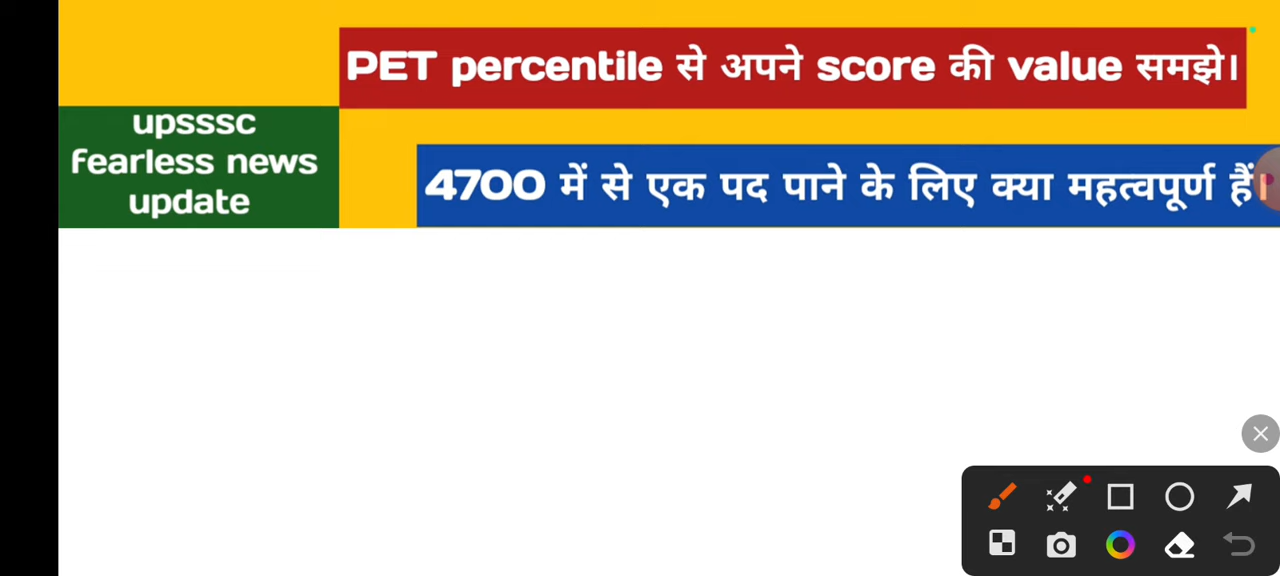 PET percentile से अपने score की value समझे।
upsssc
fearless news
update
4700 में से एक पद पाने के लिए क्या महत्वपूर्ण हैं।